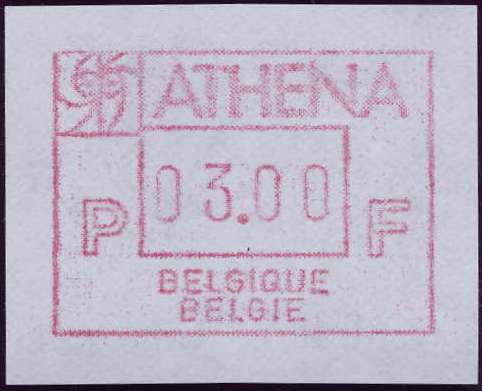 ATHENA
P 03.00 F
BELGIQUE
BELGIE